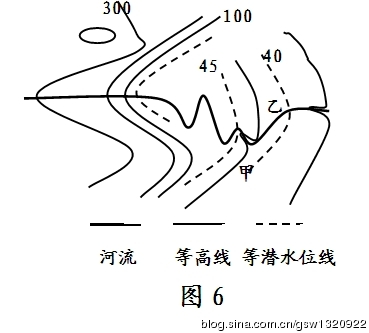 300
100
45
40
乙
甲
河流 等高线 等潜水位线
图 6
blog.sina.com.cn/gsw1320922